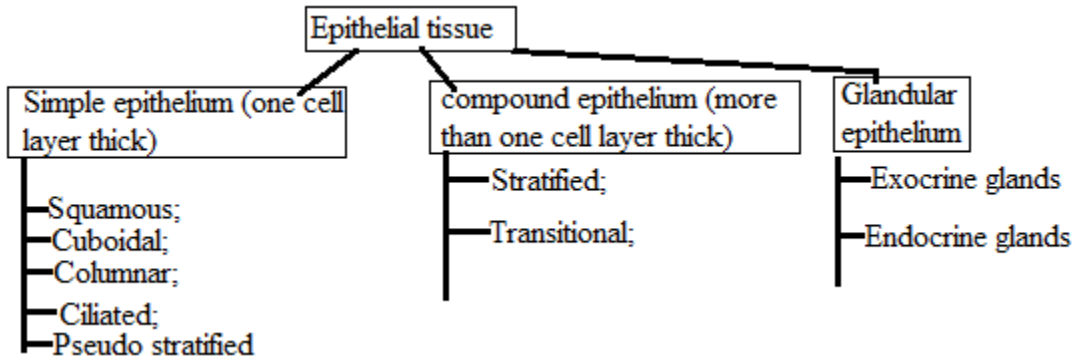 Epithelial tissue
Simple epithelium (one cell
layer thick)
Squamous;
Cuboidal;
Columnar;
Ciliated;
Pseudo stratified
compound epithelium (more
than one cell layer thick)
Stratified;
Transitional;
Glandular
epithelium
Exocrine glands
Endocrine glands